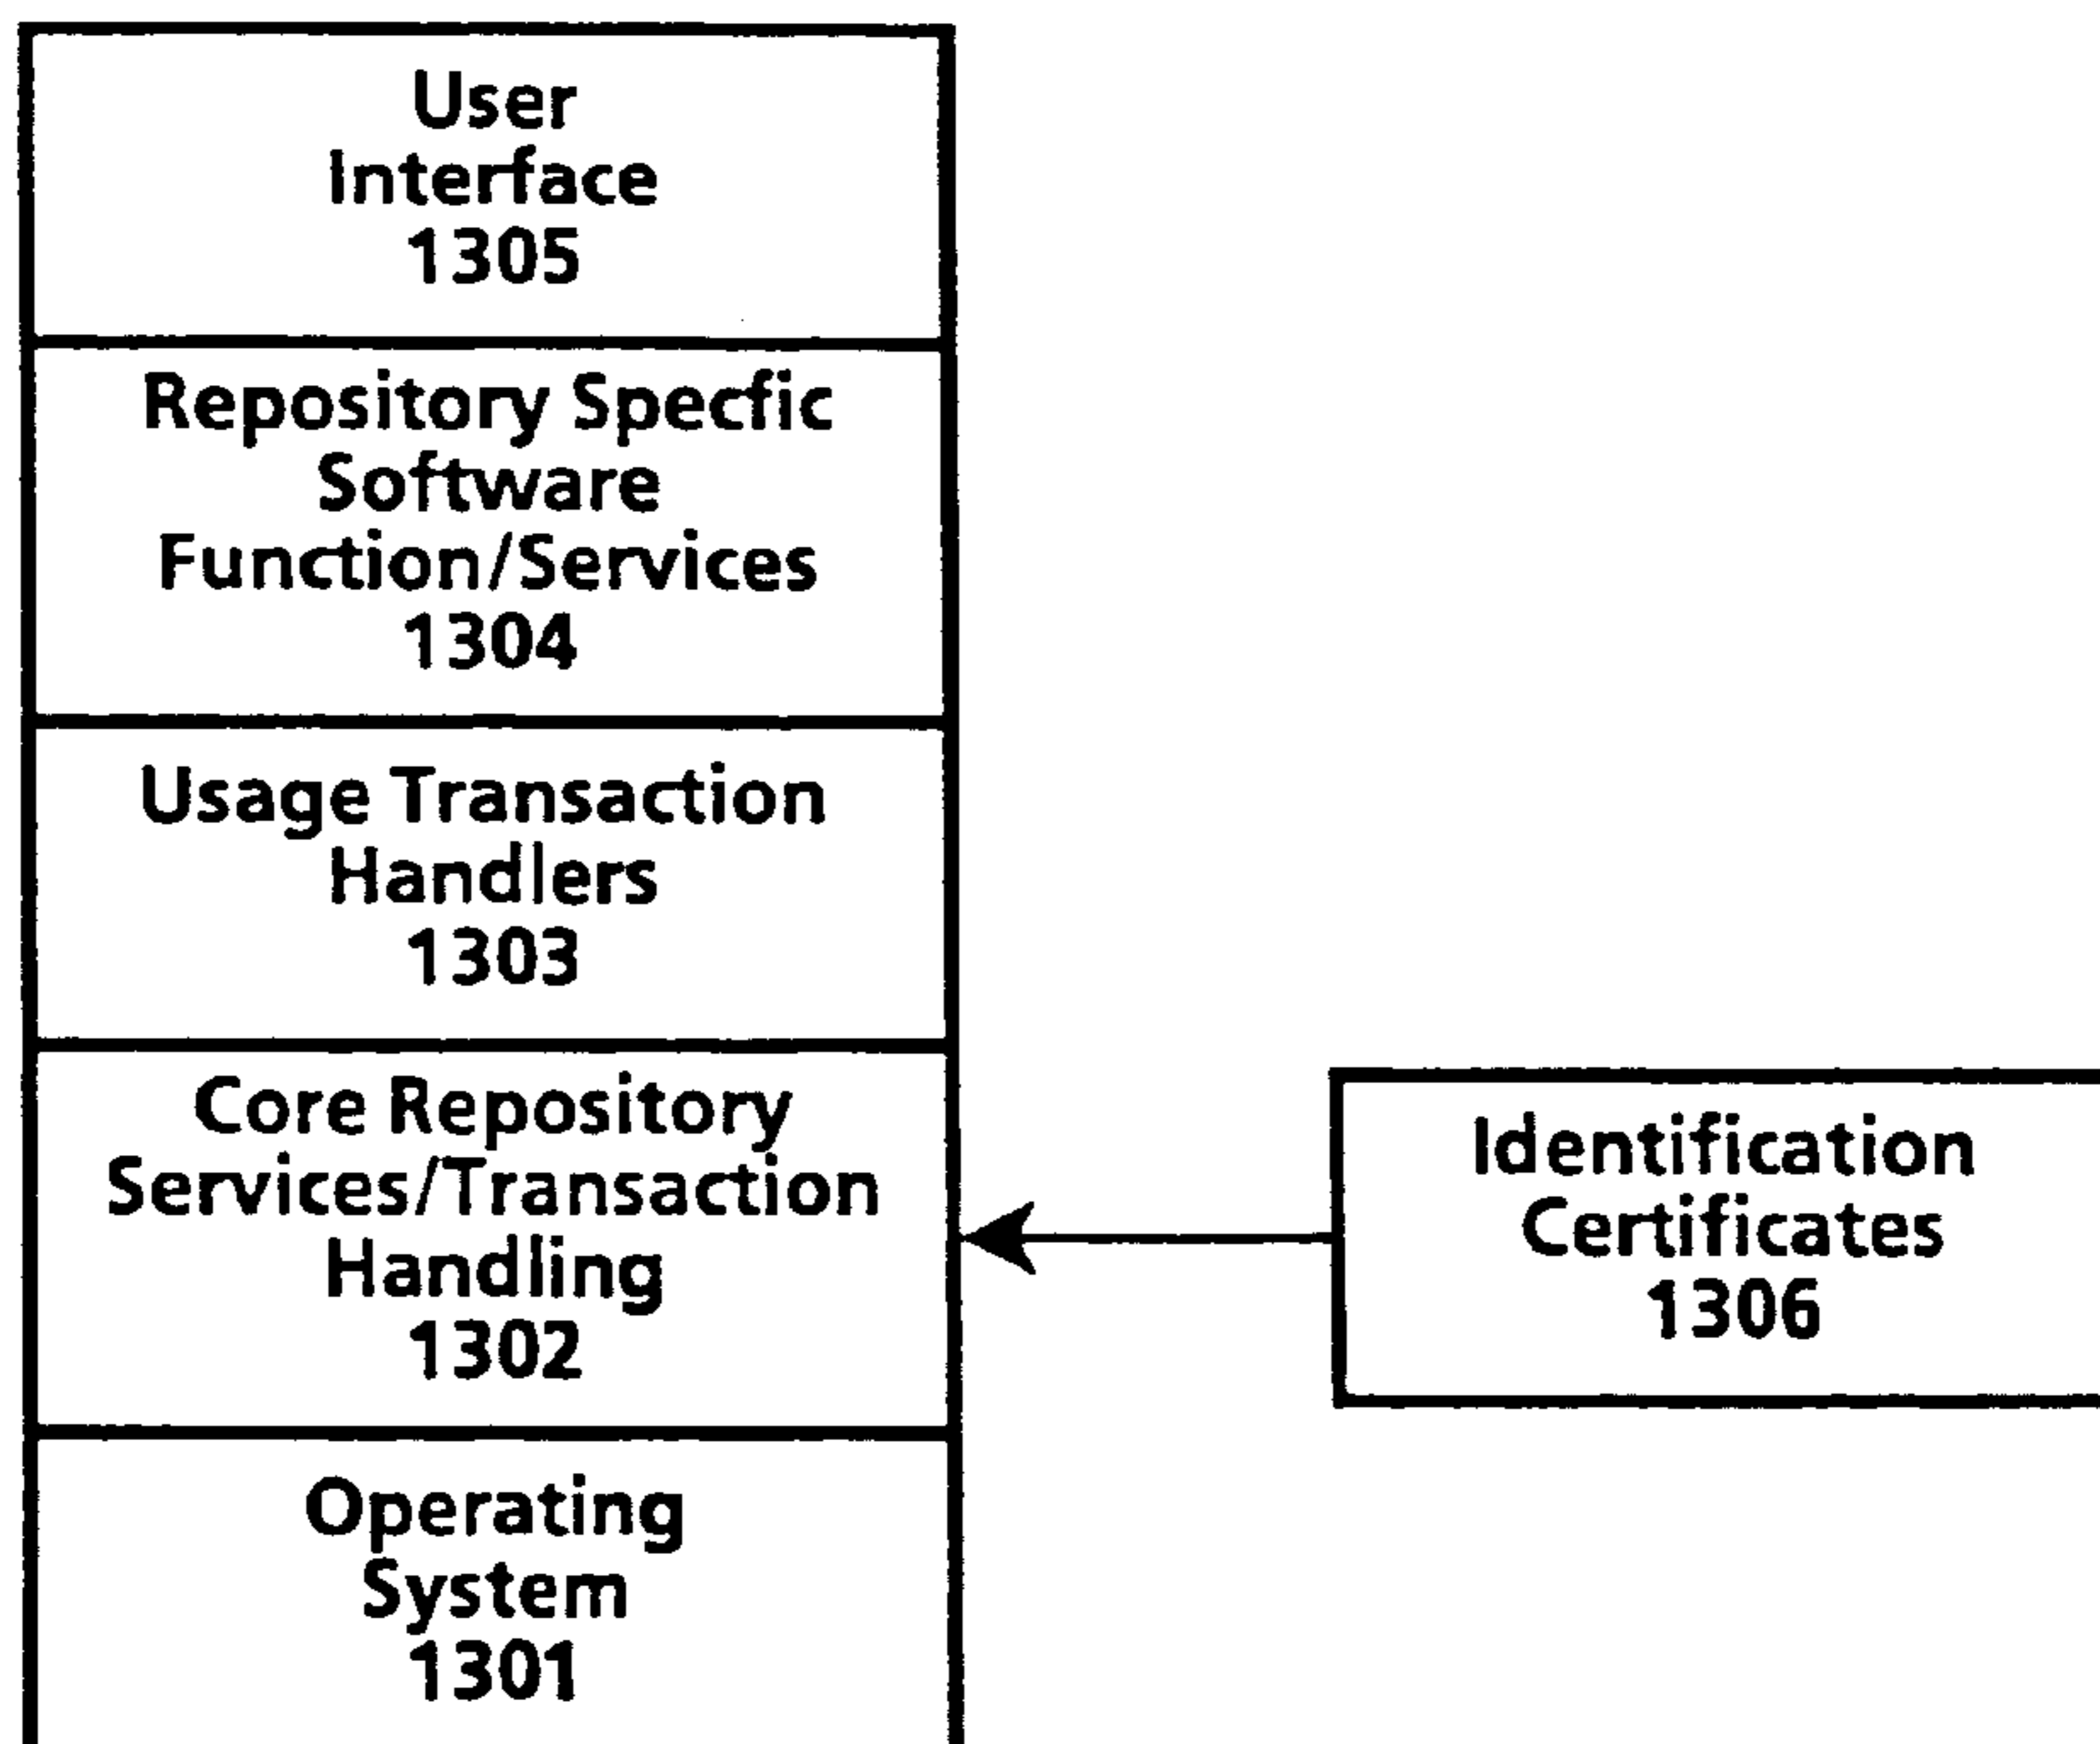 User
Interface
1305
Repository Specfic
Software
Function/Services
1304
Usage Transaction
Handlers
1303
Core Repository
Services/Transaction
Handling
1302
Identification
Certificates
1306
Operating
System
1301